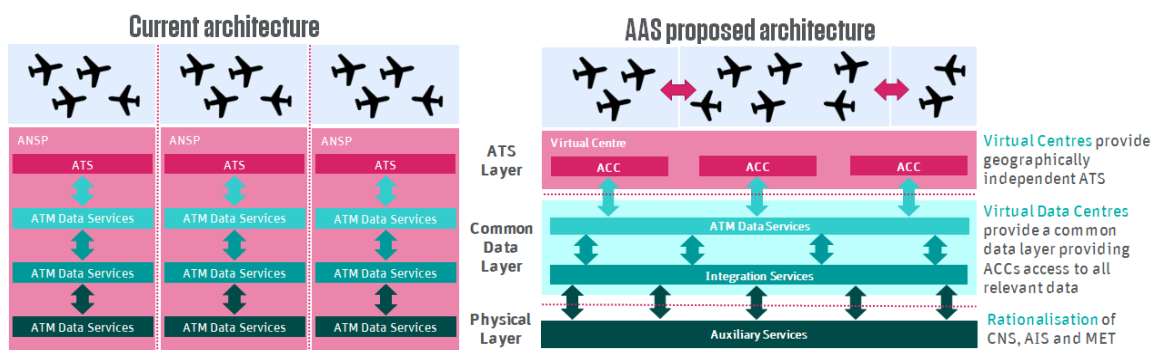 Current architecture
ANSP
ANSP
ANSP
ATS
ATS
ATS
ATM Data Services
ATM Data Services
ATM Data Services
ATM Data Services
ATM Data Services
ATM Data Services
ATM Data Services
ATM Data Services
ATM Data Services
ATS
Layer
Common
Data
Layer
Physical
Layer
AAS proposed architecture
Virtual Centre
ACC
ACC
ACC
ATM Data Services
Integration Services
Auxiliary Services
Virtual Centres provide
geographically
independent ATS
Virtual Data Centres
provide a common
data layer providing
ACCs access to all
relevant data
Rationalisation of
CNS, AIS and MET